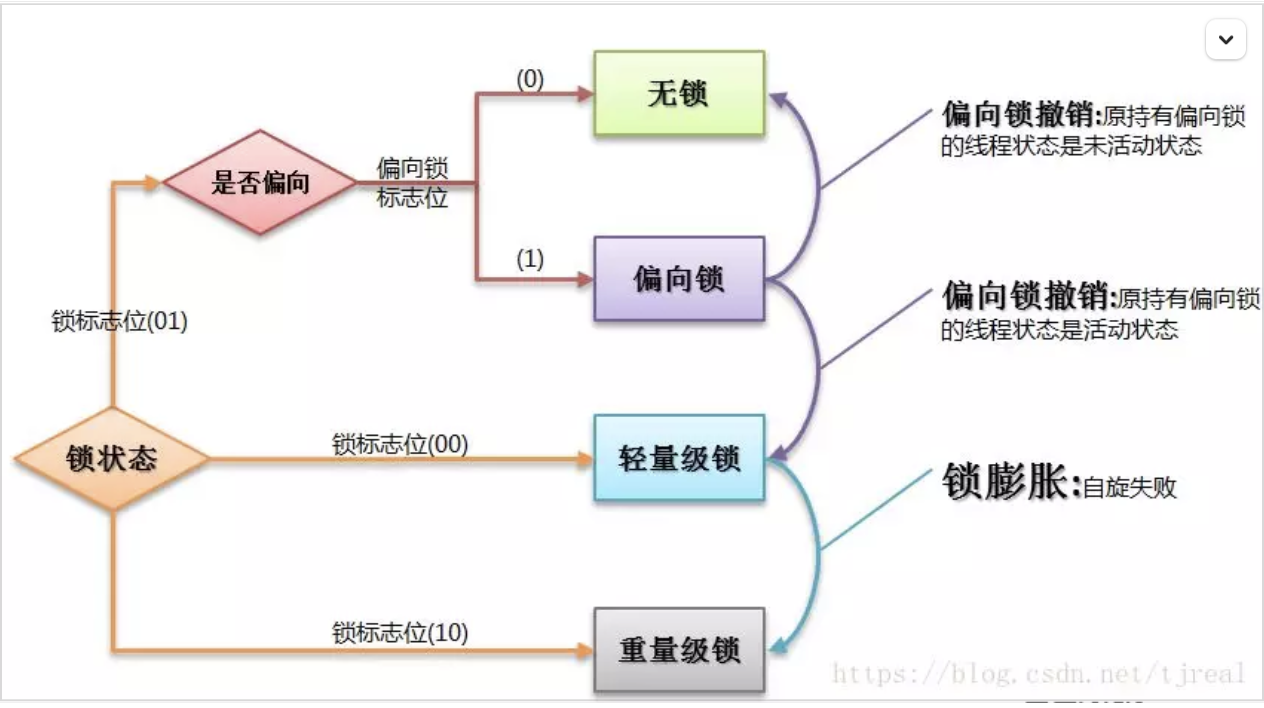 (0)
无锁
偏向锁撤销:原持有偏向锁
的线程状态是未活动状态
是否偏向
偏向锁
标志位
(1)
偏向锁
偏向锁撤销:原持有偏向锁
的线程状态是活动状态
锁标志位(01)
锁状态
锁标志位(00)
轻量级锁
锁膨胀:自旋失败
锁标志位(10)
重量级锁
https://blog.csdn.net/tjreal